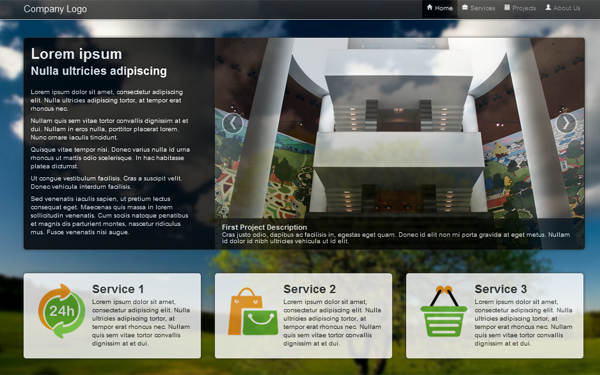 Company Logo
Home Services Projects About Us
Lorem ipsum
Nulla ultricies adipiscing
Lorem ipsum dolor sit amet, consectetur adipiscing
elit. Nulla ultricies adipiscing tortor, at tempor erat
rhoncus nec.
Nullam quis sem vitae tortor convallis dignissim at et
dui. Nullam in eros nulla, porttitor placerat lorem.
Nunc ornare iaculis tincidunt.
Quisque vitae tempor nisi. Donec varius nulla id urna
rhoncus ut mattis odio scelerisque. In hac habitasse
platea dictumst.
Ut congue vestibulum facilisis. Cras a suscipit velit.
Donec vehicula interdum facilisis.
Sed venenatis iaculis sapien, ut pretium lectus
consequat eget. Maecenas quis massa in lorem
sollicitudin venenatis. Cum sociis natoque penatibus
et magnis dis parturient montes, nascetur ridiculus
mus. Fusce venenatis nisi augue.
First Project Description
Cras justo odio, dapibus ac facilisis in, egestas eget quam. Donec id elit non mi porta gravida at eget metus. Nullam
id dolor id nibh ultricies vehicula ut id elit.
24h
Service 1
Lorem ipsum dolor sit amet,
consectetur adipiscing elit. Nulla
ultricies adipiscing tortor, at
tempor erat rhoncus nec. Nullam
quis sem vitae tortor convallis
dignissim at et dui.
Service 2
Lorem ipsum dolor sit amet,
consectetur adipiscing elit. Nulla
ultricies adipiscing tortor, at
tempor erat rhoncus nec. Nullam
quis sem vitae tortor convallis
dignissim at et dui.
Service 3
Lorem ipsum dolor sit amet,
consectetur adipiscing elit. Nulla
ultricies adipiscing tortor, at
tempor erat rhoncus nec. Nullam
quis sem vitae tortor convallis
dignissim at et dui.